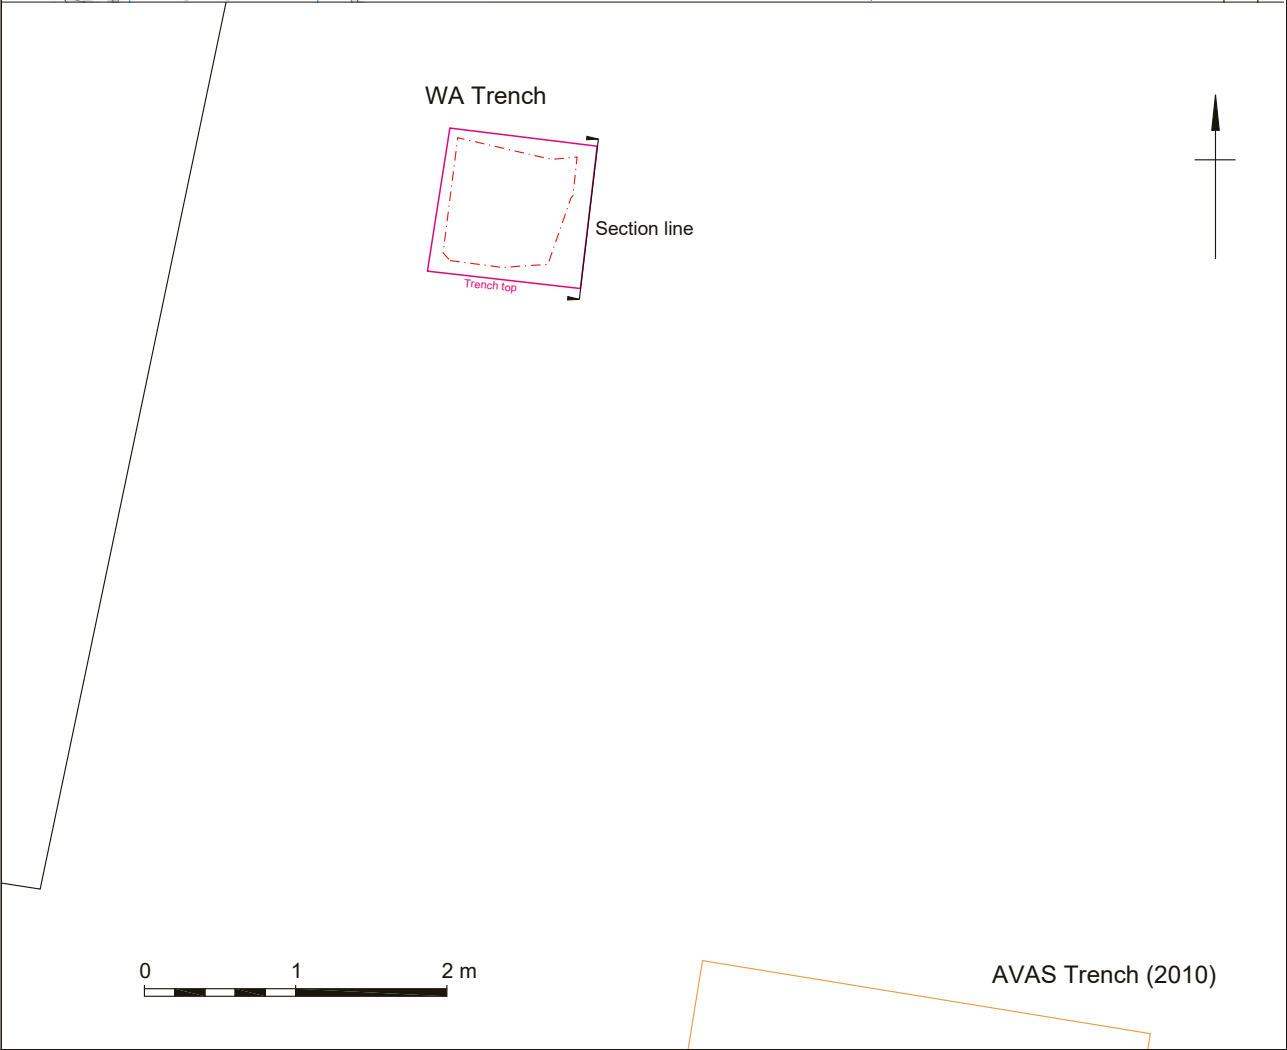 WA Trench
Section line
Trench top
0 1 2 m
AVAS Trench (2010)